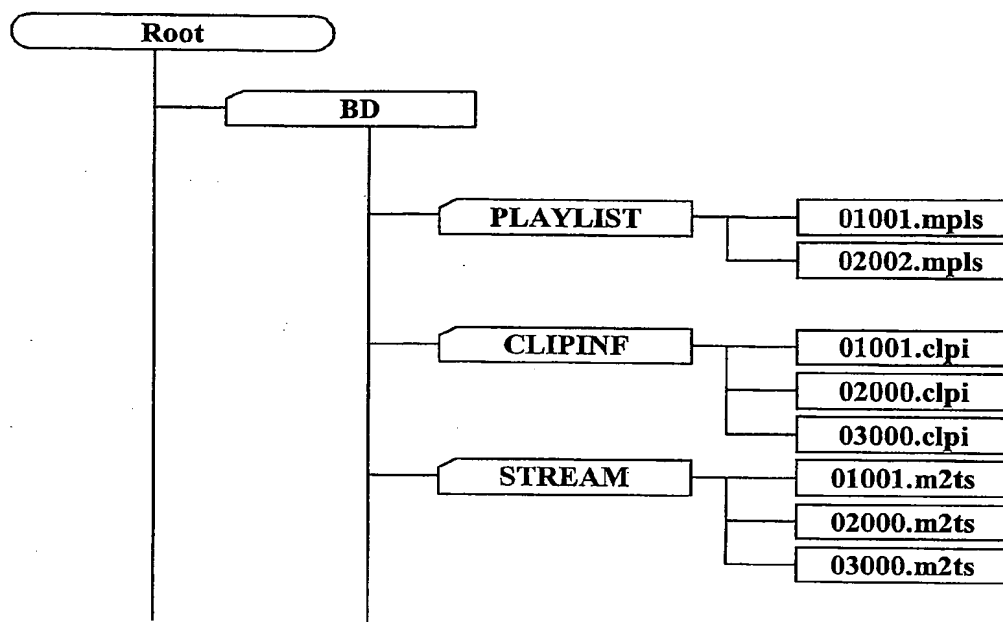 Root
BD
PLAYLIST
01001.mpls
02002.mpls
CLIPINF
01001.clpi
02000.clpi
03000.clpi
STREAM
01001.m2ts
02000.m2ts
03000.m2ts